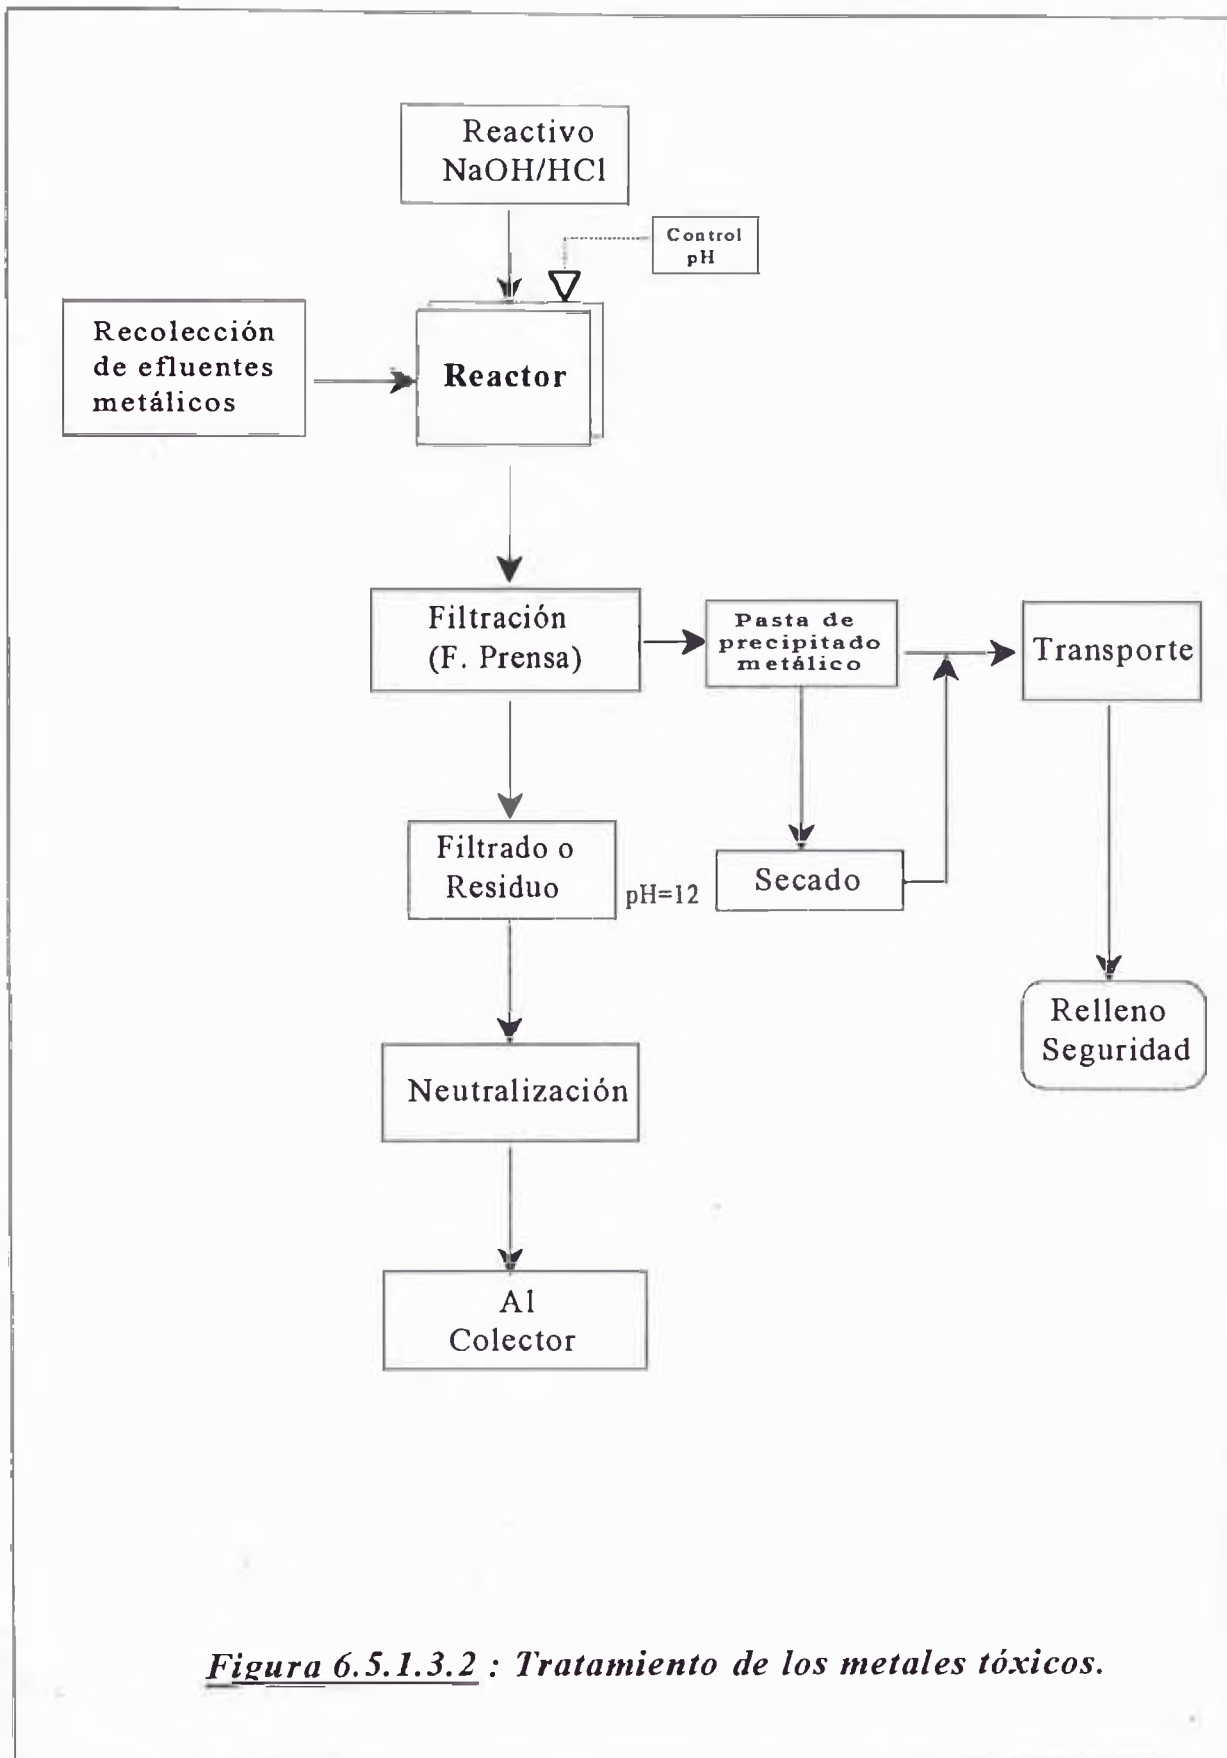 Reactivo
NaOH/HCl
Control
pH
Recolección
de efluentes
metálicos
Reactor
Filtración
(F. Prensa)
Pasta de
precipitado
metálico
Transporte
Filtrado o
Residuo
pH=12
Secado
Relleno
Seguridad
Neutralización
Al
Colector
Figura 6.5.1.3.2 : Tratamiento de los metales tóxicos.